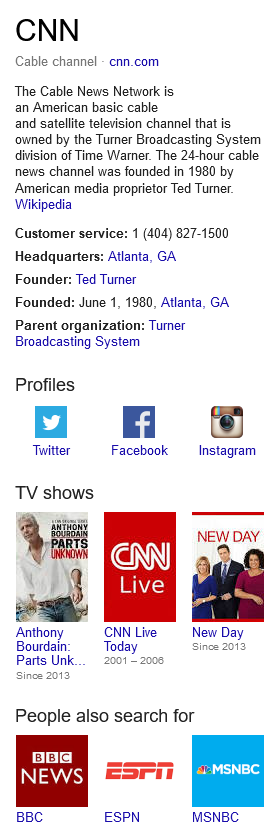 CNN
Cable channel · cnn.com
The Cable News Network is
an American basic cable
and satellite television channel that is
owned by the Turner Broadcasting System
division of Time Warner. The 24-hour cable
news channel was founded in 1980 by
American media proprietor Ted Turner.
Wikipedia
Customer service: 1 (404) 827-1500
Headquarters: Atlanta, GA
Founder: Ted Turner
Founded: June 1, 1980, Atlanta, GA
Parent organization: Turner
Broadcasting System
Profiles
Twitter
Facebook
Instagram
TV shows
ANTHONY
BOURDAIN
PARTS
UNKNOWN
CNN
Live
NEW DAY
Anthony
Bourdain:
Parts Unk...
Since 2013
CNN Live
Today
2001 – 2006
New Day
Since 2013
People also search for
BBC
NEWS
ESPN
MSNBC
BBC
ESPN
MSNBC